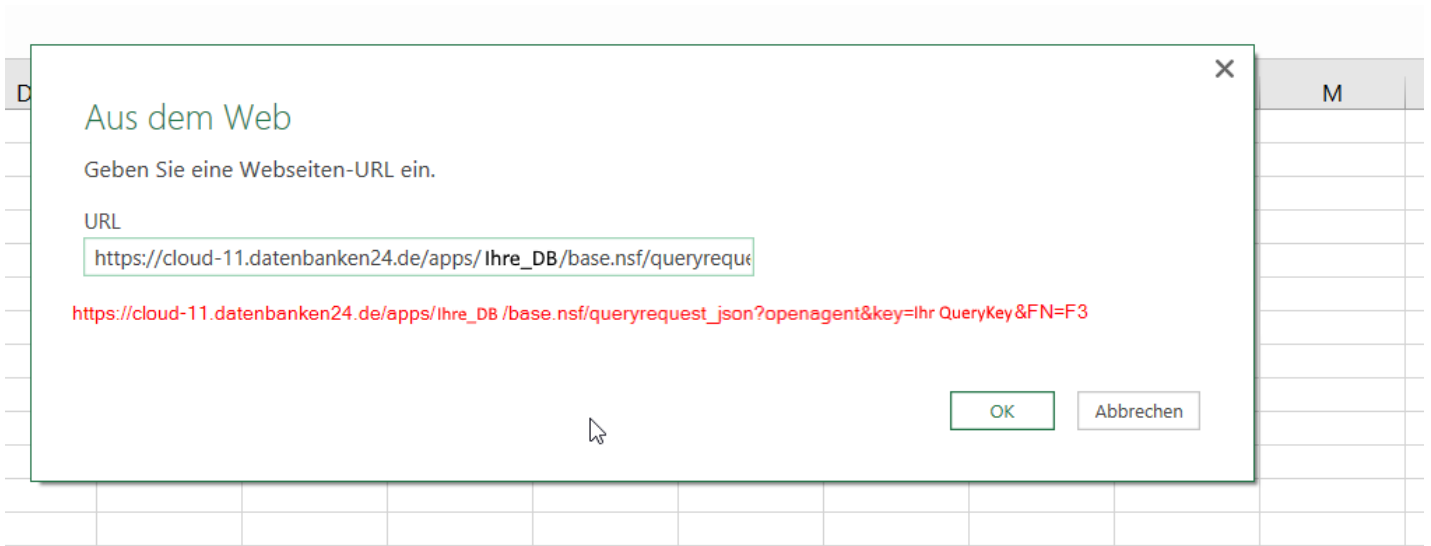 D
M
Aus dem Web
Geben Sie eine Webseiten-URL ein.
URL
https://cloud-11.datenbanken24.de/apps/ Ihre_DB/base.nsf/queryreque
https://cloud-11.datenbanken24.de/apps/Ihre_DB /base.nsf/queryrequest_json?openagent&key=Ihr QueryKey&FN=F3
OK
Abbrechen